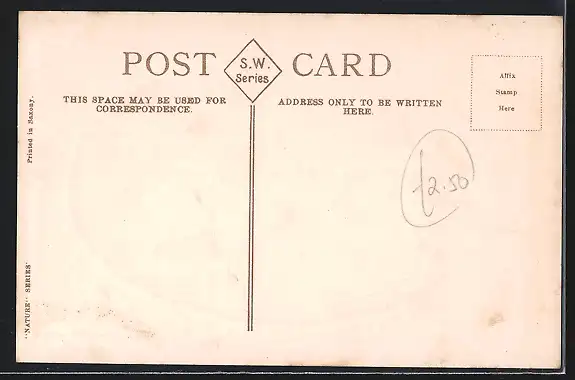 POST CARD
S.W.
Series
THIS SPACE MAY BE USED FOR
CORRESPONDENCE.
ADDRESS ONLY TO BE WRITTEN
HERE.
Affix
Stamp
Here
£2.50
Printed in Saxony.
"NATURE" SERIES